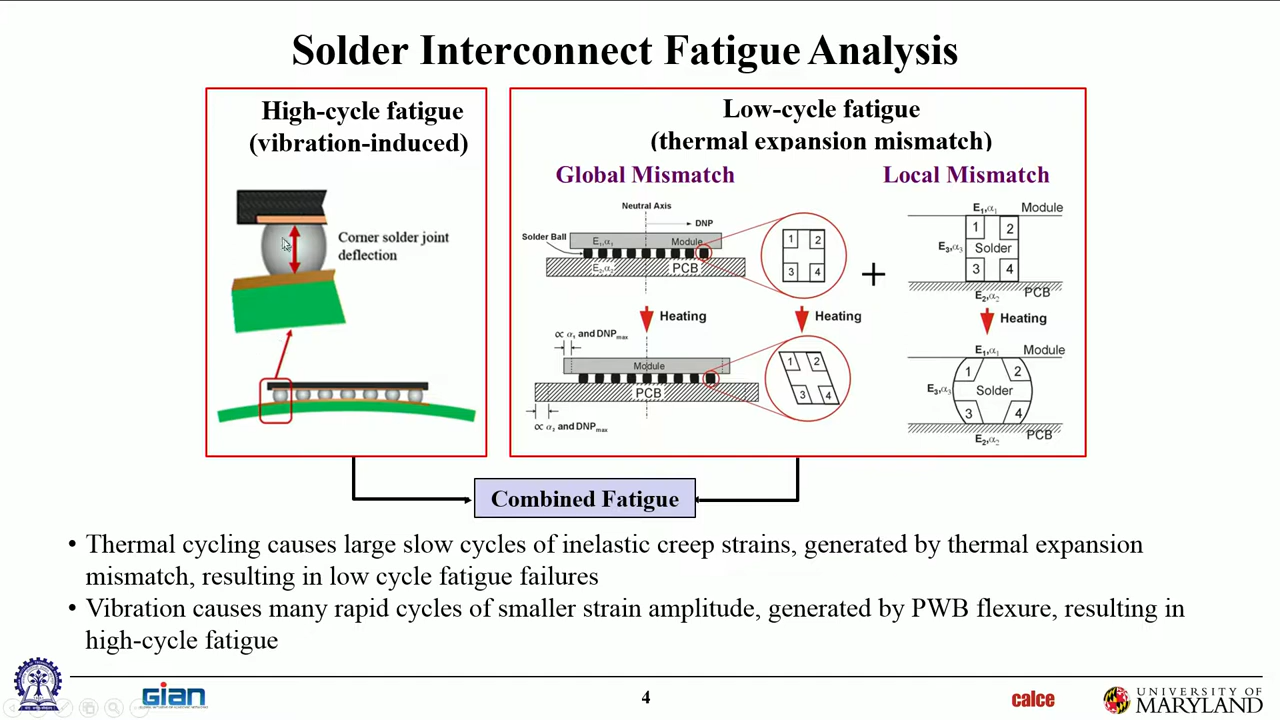 Solder Interconnect Fatigue Analysis
High-cycle fatigue
(vibration-induced)
Corner solder joint
deflection
Low-cycle fatigue
(thermal expansion mismatch)
Global Mismatch
Neutral Axis
DNP
Solder Ball
E₁,α₁
Module
E₂,α₂
PCB
1 2
3 4
Heating
Heating
∝ α₁ and DNPmax
Module
PCB
∝ α₂ and DNPmax
1 2
3 4
+
Local Mismatch
E₁,α₁ Module
1 2
E₃,α₃ Solder
3 4
E₂,α₂ PCB
Heating
E₁,α₁ Module
1 2
E₃,α₃ Solder
3 4
E₂,α₂ PCB
Combined Fatigue
• Thermal cycling causes large slow cycles of inelastic creep strains, generated by thermal expansion
mismatch, resulting in low cycle fatigue failures
• Vibration causes many rapid cycles of smaller strain amplitude, generated by PWB flexure, resulting in
high-cycle fatigue
GIAN
4
calce
UNIVERSITY OF
MARYLAND